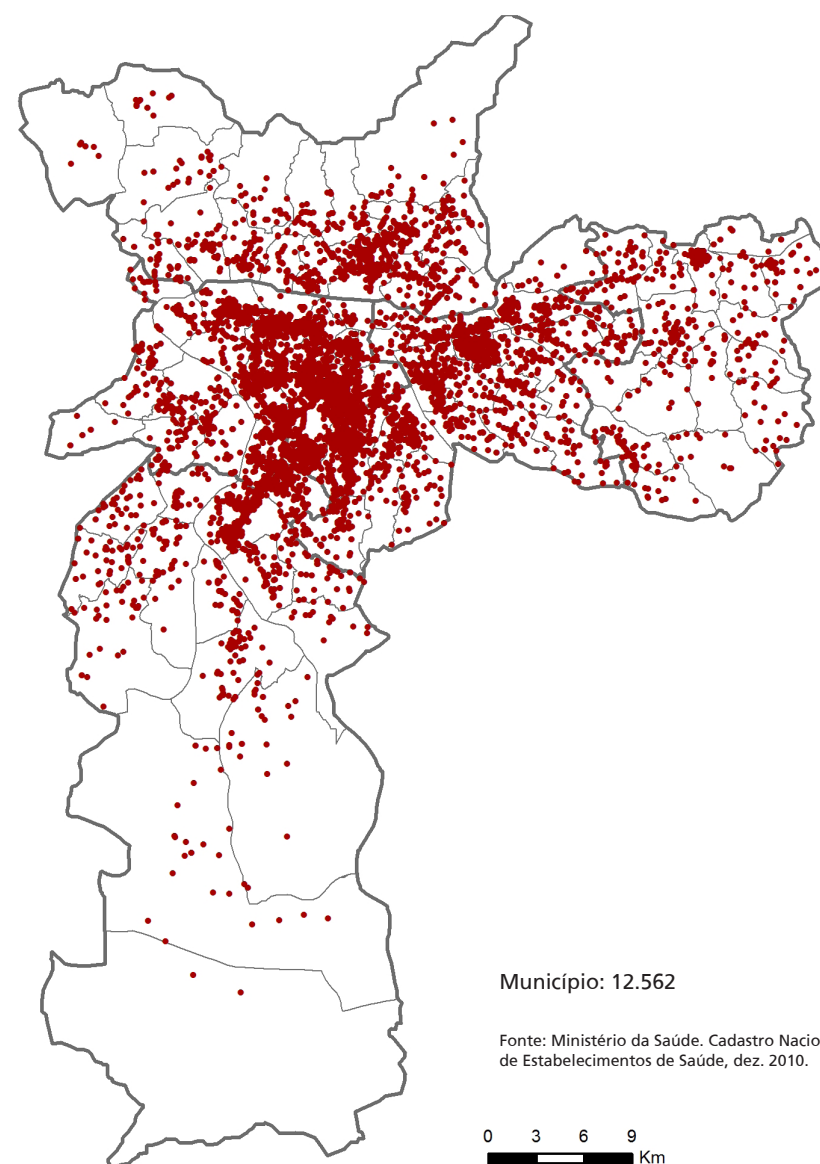 Município: 12.562
Fonte: Ministério da Saúde. Cadastro Nacio
de Estabelecimentos de Saúde, dez. 2010.
0 3 6 9
Km